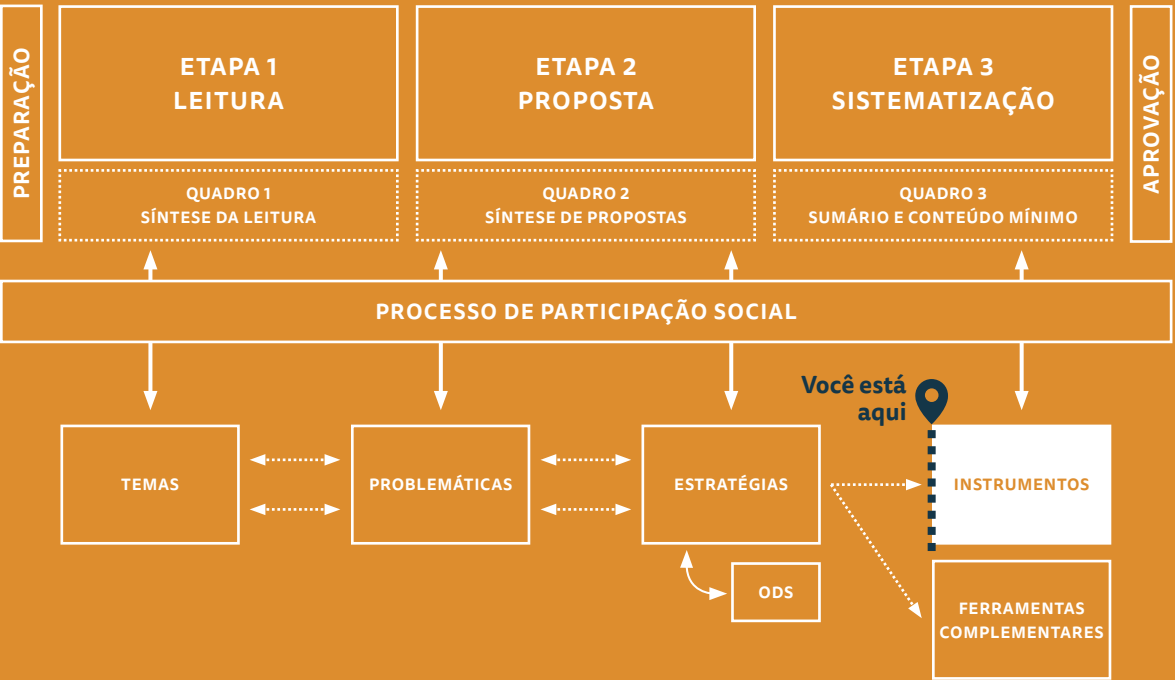 PREPARAÇÃO
ETAPA 1
LEITURA
ETAPA 2
PROPOSTA
ETAPA 3
SISTEMATIZAÇÃO
APROVAÇÃO
QUADRO 1
SÍNTESE DA LEITURA
QUADRO 2
SÍNTESE DE PROPOSTAS
QUADRO 3
SUMÁRIO E CONTEÚDO MÍNIMO
PROCESSO DE PARTICIPAÇÃO SOCIAL
Você está
aqui
TEMAS
PROBLEMÁTICAS
ESTRATÉGIAS
INSTRUMENTOS
ODS
FERRAMENTAS
COMPLEMENTARES